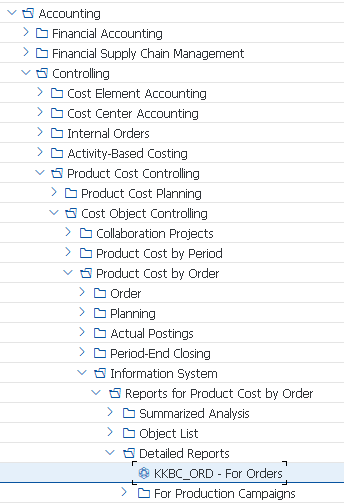 Accounting
Financial Accounting
Financial Supply Chain Management
Controlling
Cost Element Accounting
Cost Center Accounting
Internal Orders
Activity-Based Costing
Product Cost Controlling
Product Cost Planning
Cost Object Controlling
Collaboration Projects
Product Cost by Period
Product Cost by Order
Order
Planning
Actual Postings
Period-End Closing
Information System
Reports for Product Cost by Order
Summarized Analysis
Object List
Detailed Reports
KKBC_ORD - For Orders
For Production Campaigns